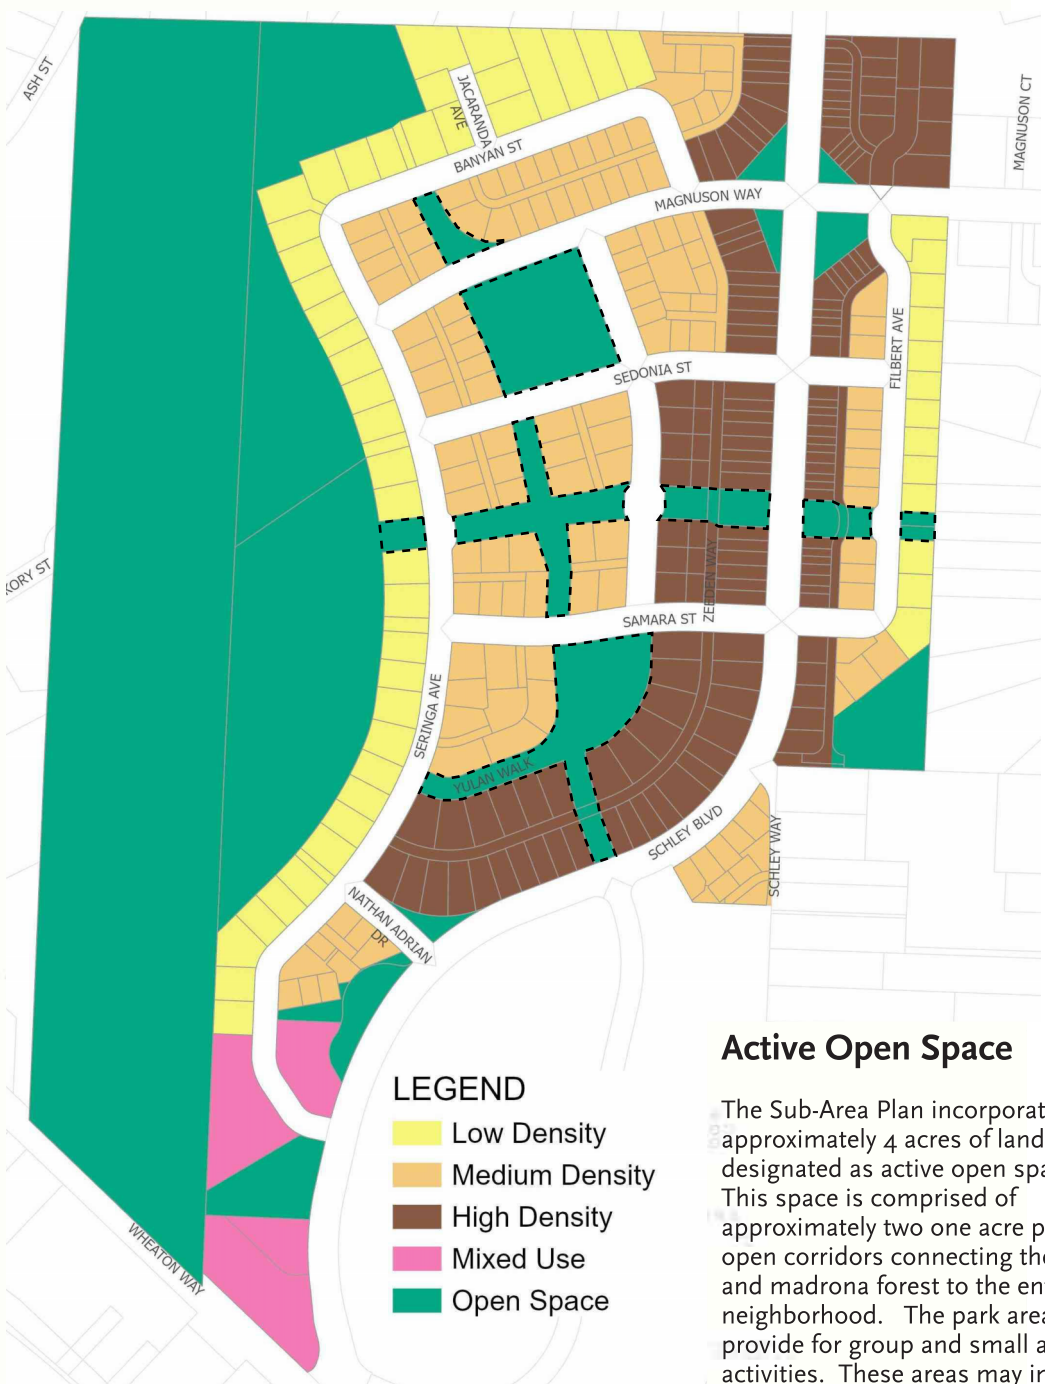 ASH ST
JACARANDA
AVE
BANYAN ST
MAGNUSON WAY
MAGNUSON CT
SEDONIA ST
FILBERT AVE
KORY ST
ZEEDEN WAY
SAMARA ST
SERINGA AVE
YULAN WALK
SCHLEY BLVD
SCHLEY WAY
NATHAN ADRIAN
DR
WHEATON WAY
LEGEND
Low Density
Medium Density
High Density
Mixed Use
Open Space
Active Open Space
The Sub-Area Plan incorporat
approximately 4 acres of land
designated as active open spa
This space is comprised of
approximately two one acre p
open corridors connecting the
and madrona forest to the en
neighborhood. The park area
provide for group and small a
activities. These areas may in